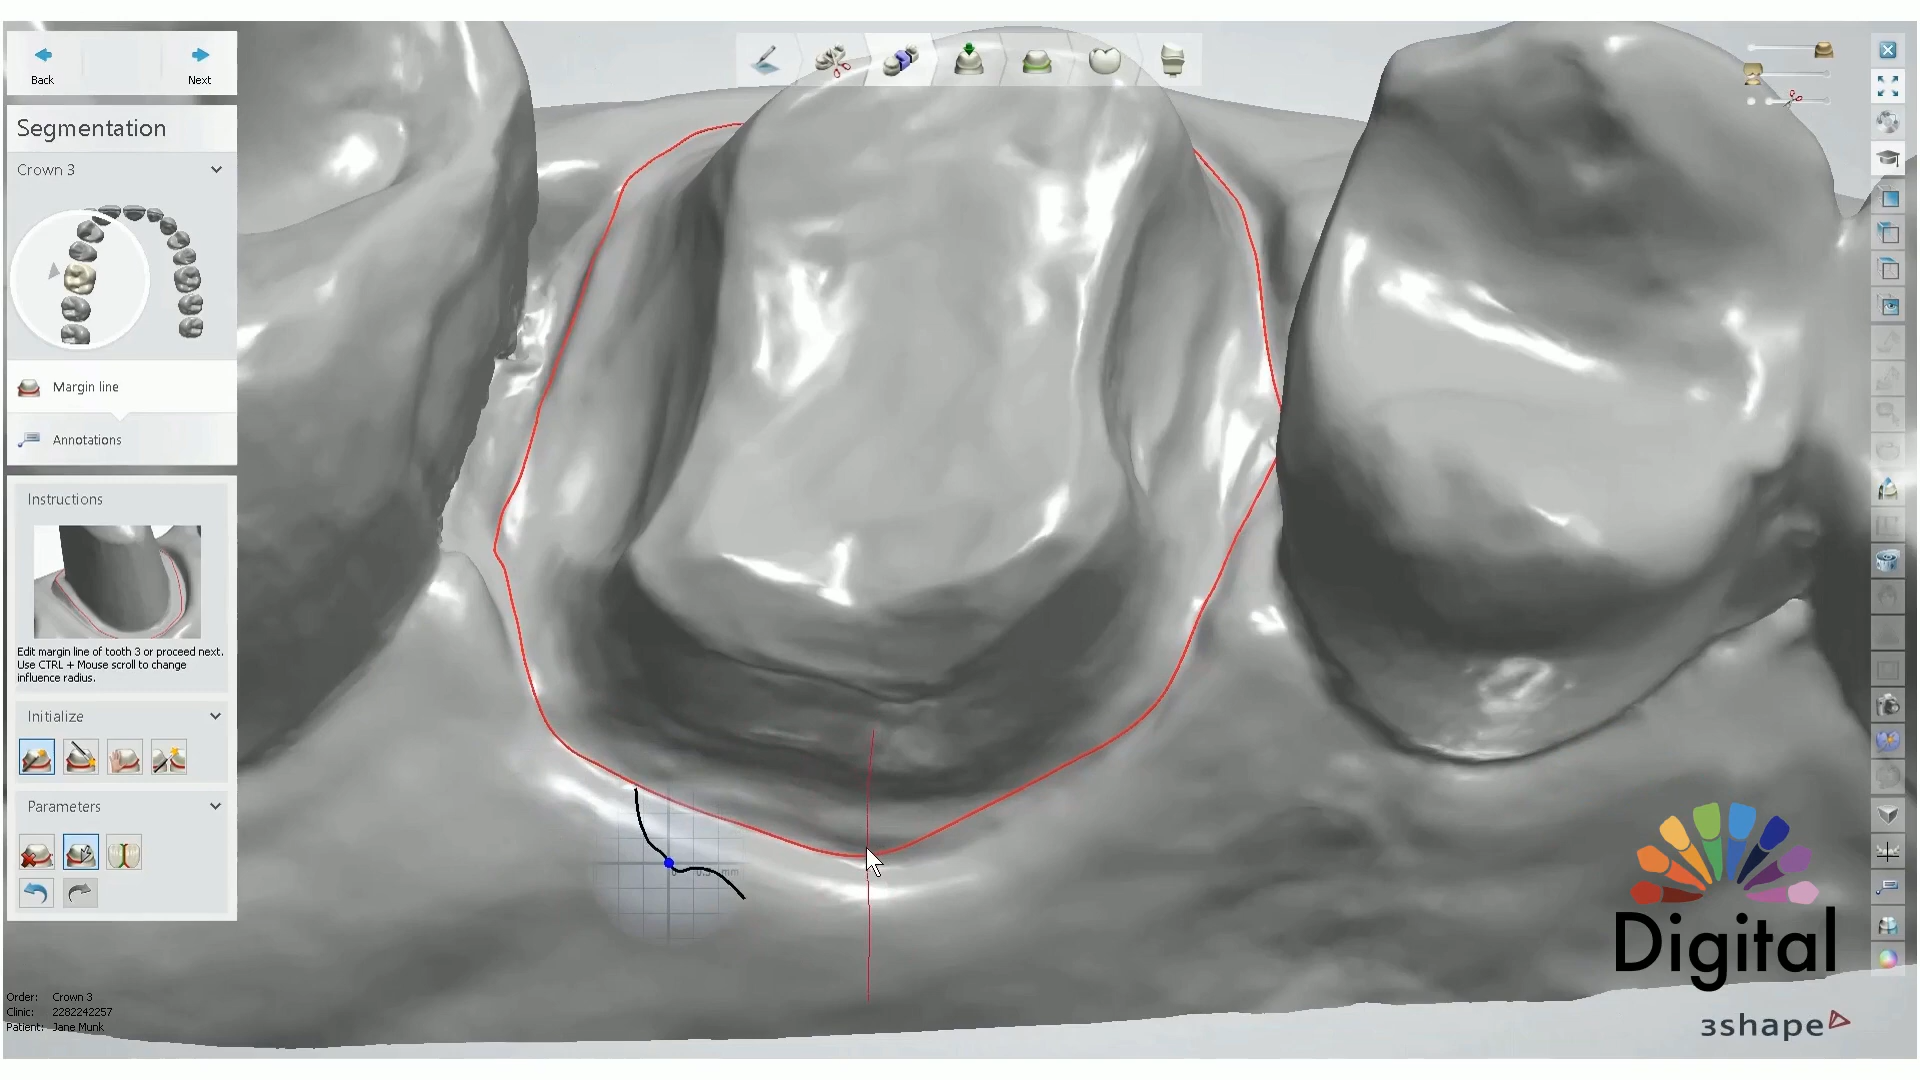 Back
Next
Segmentation
Crown 3
Margin line
Annotations
Instructions
Edit margin line of tooth 3 or proceed next.
Use CTRL + Mouse scroll to change
influence radius.
Initialize
Parameters
mm
Order: Crown 3
Clinic: 2282242257
Patient: Jane Munk
Digital
3shape